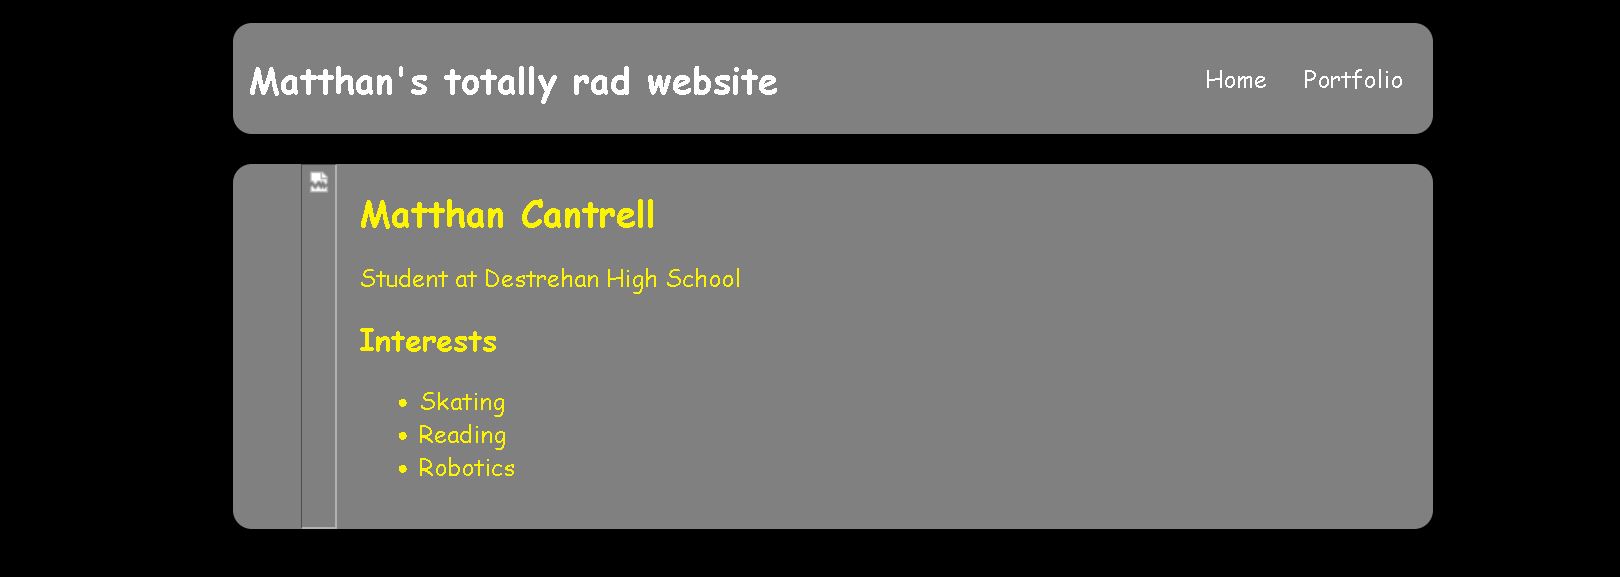 Matthan's totally rad website
Home Portfolio
Matthan Cantrell
Student at Destrehan High School
Interests
Skating
Reading
Robotics